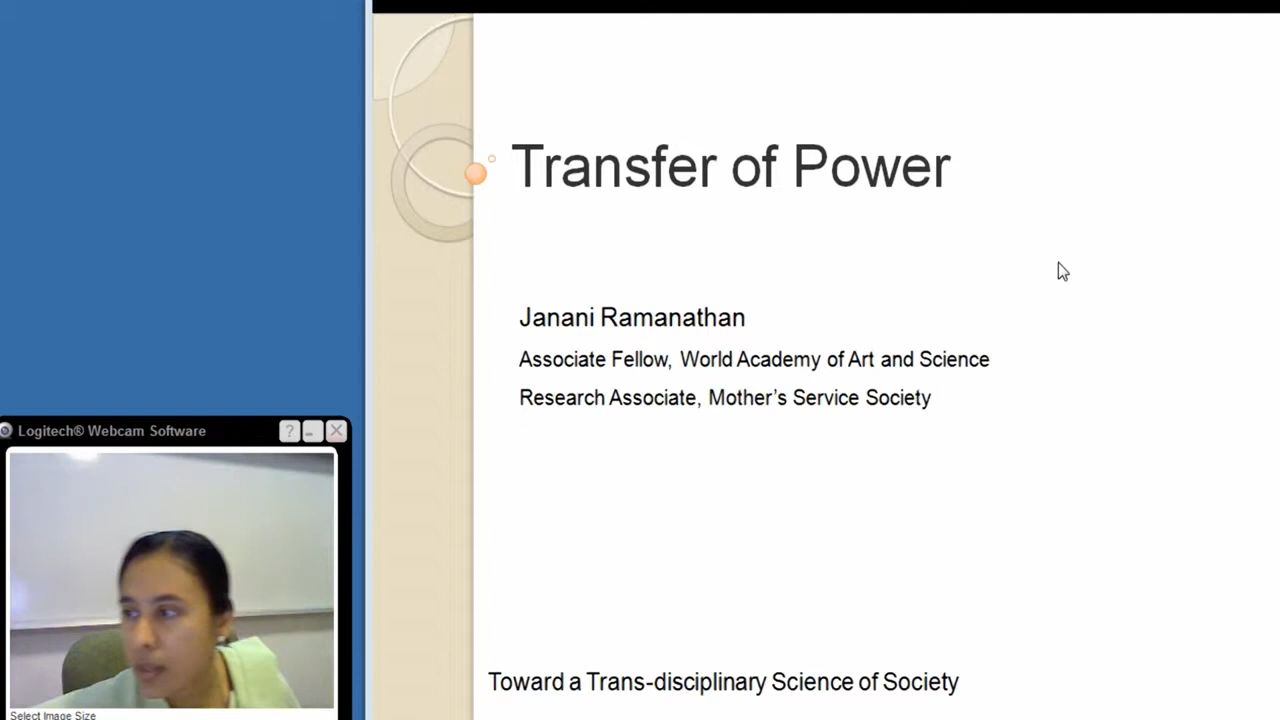 Transfer of Power
Janani Ramanathan
Associate Fellow, World Academy of Art and Science
Research Associate, Mother's Service Society
Logitech® Webcam Software
?
Select Image Size
Toward a Trans-disciplinary Science of Society